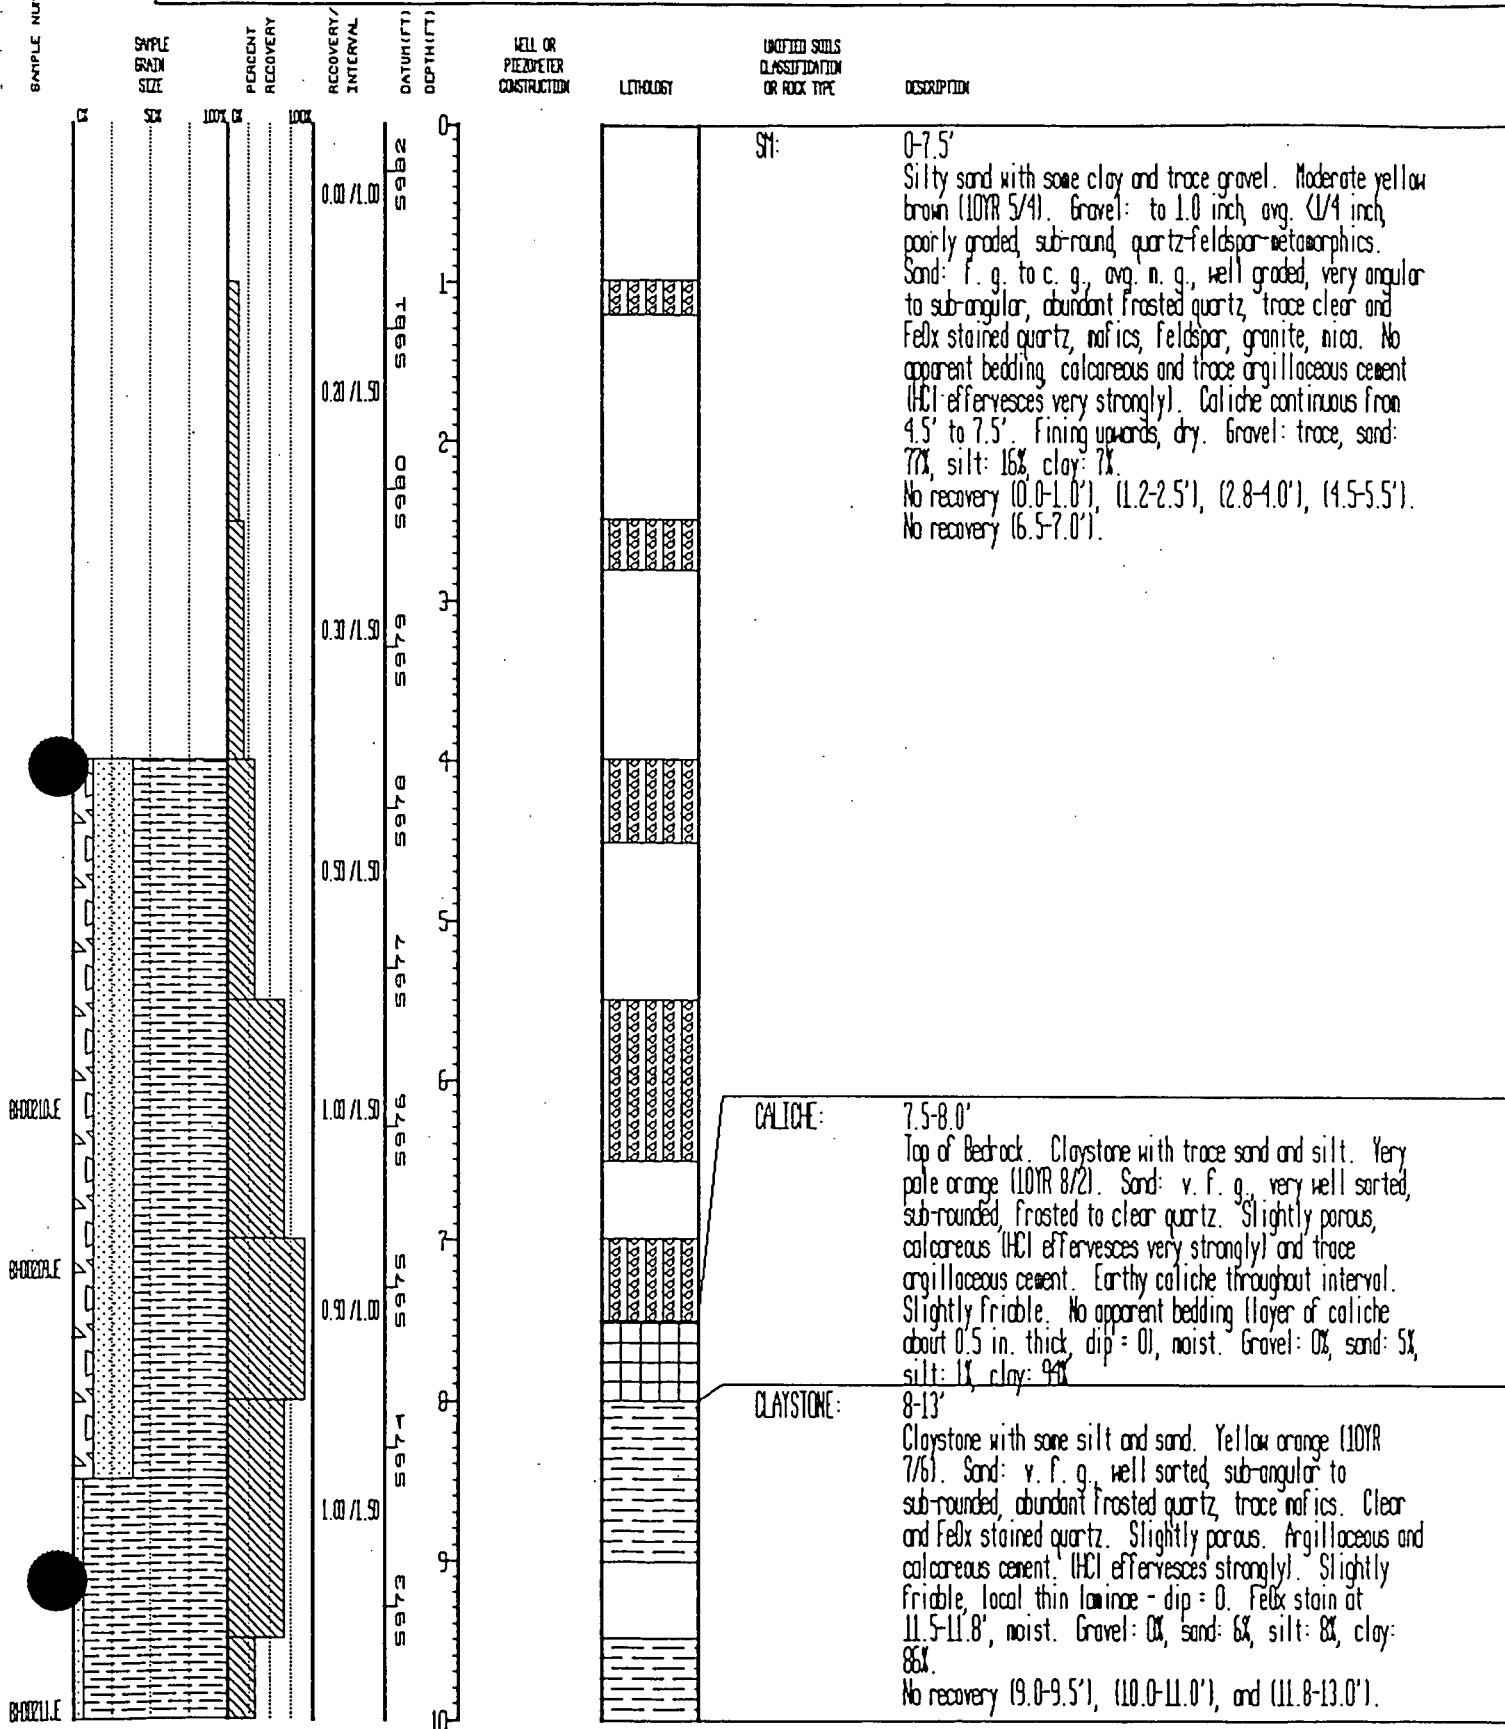 SAMPLE
GRAIN
SIZE
PERCENT
RECOVERY
RECOVERY/
INTERVAL
DATUM(FT)
DEPTH(FT)
WELL OR
PIEZOMETER
CONSTRUCTION
LITHOLOGY
UNIFIED SOILS
CLASSIFICATION
OR ROCK TYPE
DESCRIPTION
0% 50% 100% 0% 100%
0
SM:
0-7.5'
Silty sand with some clay and trace gravel. Moderate yellow
brown (10YR 5/4). Gravel: to 1.0 inch, avg. <1/4 inch,
poorly graded, sub-round, quartz-feldspar-metamorphics.
Sand: f. g. to c. g., avg. m. g., well graded, very angular
to sub-angular, abundant frosted quartz, trace clear and
FeOx stained quartz, mafics, feldspar, granite, mica. No
apparent bedding, calcareous and trace argillaceous cement
(HCl effervesces very strongly). Caliche continuous from
4.5' to 7.5'. Fining upwards, dry. Gravel: trace, sand:
77%, silt: 16%, clay: 7%.
No recovery (0.0-1.0'), (1.2-2.5'), (2.8-4.0'), (4.5-5.5').
No recovery (6.5-7.0').
5982
0.00/1.00
1
5981
0.20/1.50
2
5980
3
0.30/1.50
5979
4
5978
0.50/1.50
5
5977
6
BH00210JE
1.00/1.50
5976
CALICHE:
7.5-8.0'
Top of Bedrock. Claystone with trace sand and silt. Very
pale orange (10YR 8/2). Sand: v. f. g., very well sorted,
sub-rounded, frosted to clear quartz. Slightly porous,
calcareous (HCl effervesces very strongly) and trace
argillaceous cement. Earthy caliche throughout interval.
Slightly friable. No apparent bedding (layer of caliche
about 0.5 in. thick, dip = 0), moist. Gravel: 0%, sand: 5%,
silt: 1%, clay: 94%
7
BH00209JE
5975
0.90/1.00
8
CLAYSTONE:
8-13'
Claystone with some silt and sand. Yellow orange (10YR
7/6). Sand: v. f. g., well sorted, sub-angular to
sub-rounded, abundant frosted quartz, trace mafics. Clear
and FeOx stained quartz. Slightly porous. Argillaceous and
calcareous cement. (HCl effervesces strongly). Slightly
friable, local thin laminae - dip = 0. FeOx stain at
11.5-11.8', moist. Gravel: 0%, sand: 6%, silt: 8%, clay:
86%.
No recovery (9.0-9.5'), (10.0-11.0'), and (11.8-13.0').
5974
1.00/1.50
9
5973
BH00211JE
10